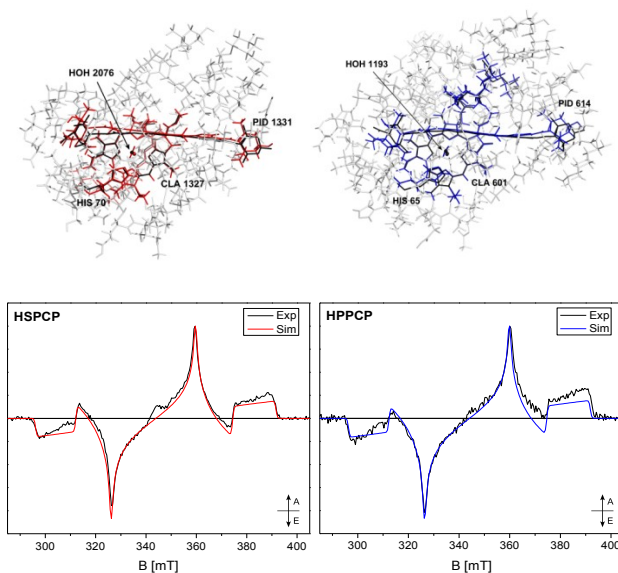 HOH 2076
PID 1331
CLA 1327
HIS 70
HOH 1193
PID 614
CLA 601
HIS 65
HSPCP
Exp
Sim
A
E
300 320 340 360 380 400
B [mT]
HPPCP
Exp
Sim
A
E
300 320 340 360 380 400
B [mT]